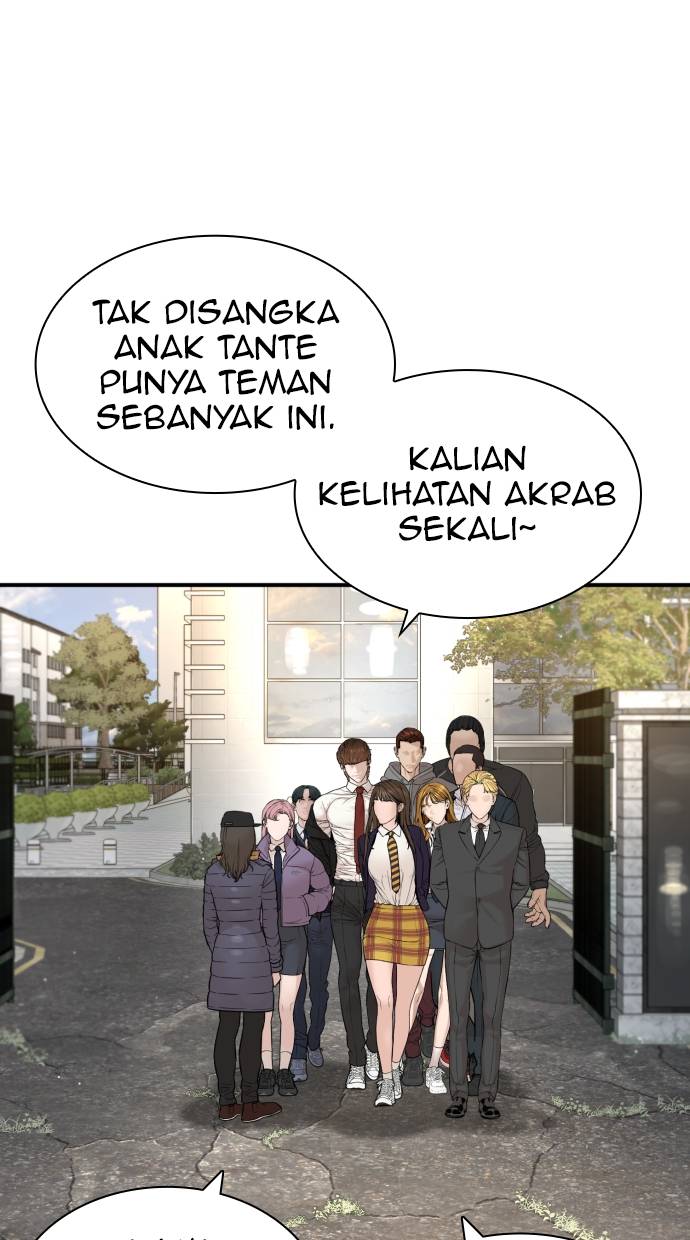 TAK DISANGKA
ANAK TANTE
PUNYA TEMAN
SEBANYAK INI.
KALIAN
KELIHATAN AKRAB
SEKALI~